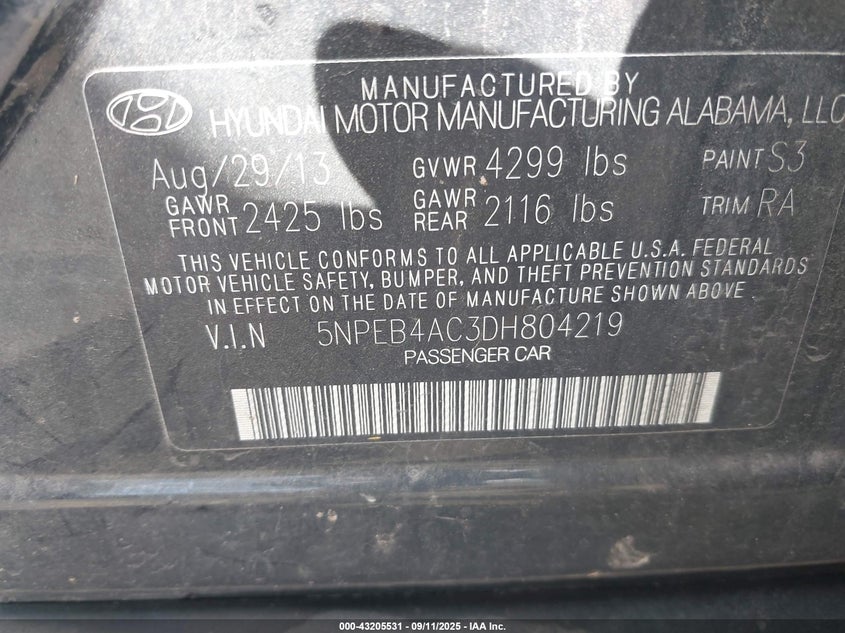 MANUFACTURED BY
HYUNDAI MOTOR MANUFACTURING ALABAMA, LLC
Aug/29/13 GVWR 4299 lbs PAINT S3
GAWR FRONT 2425 lbs GAWR REAR 2116 lbs TRIM RA
THIS VEHICLE CONFORMS TO ALL APPLICABLE U.S.A. FEDERAL
MOTOR VEHICLE SAFETY, BUMPER, AND THEFT PREVENTION STANDARDS
IN EFFECT ON THE DATE OF MANUFACTURE SHOWN ABOVE
V.I.N 5NPEB4AC3DH804219
PASSENGER CAR
000-43205531 - 09/11/2025 - IAA Inc.